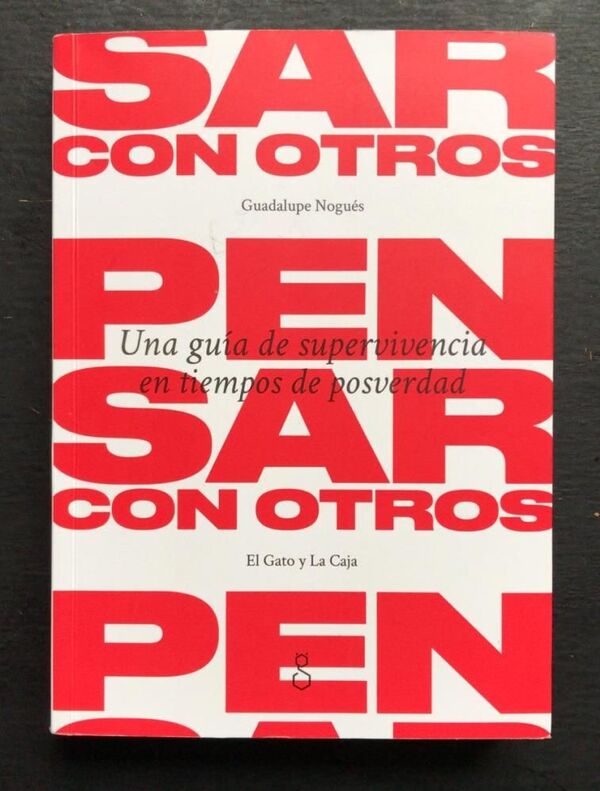 SAR
CON OTROS
Guadalupe Nogués
PEN
Una guía de supervivencia
en tiempos de posverdad
SAR
CON OTROS
El Gato y La Caja
PEN
SAR